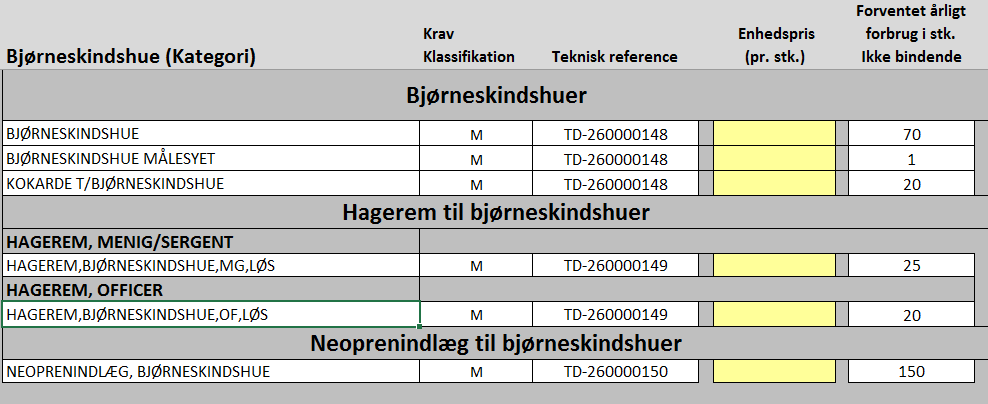 Bjørneskindshue (Kategori) Krav Klassifikation Teknisk reference Enhedspris (pr. stk.) Forventet årligt forbrug i stk. Ikke bindende
Bjørneskindshuer
BJØRNESKINDSHUE M TD-260000148 70
BJØRNESKINDSHUE MÅLESYET M TD-260000148 1
KOKARDE T/BJØRNESKINDSHUE M TD-260000148 20
Hagerem til bjørneskindshuer
HAGEREM, MENIG/SERGENT
HAGEREM,BJØRNESKINDSHUE,MG,LØS M TD-260000149 25
HAGEREM, OFFICER
HAGEREM,BJØRNESKINDSHUE,OF,LØS M TD-260000149 20
Neoprenindlæg til bjørneskindshuer
NEOPRENINDLÆG, BJØRNESKINDSHUE M TD-260000150 150